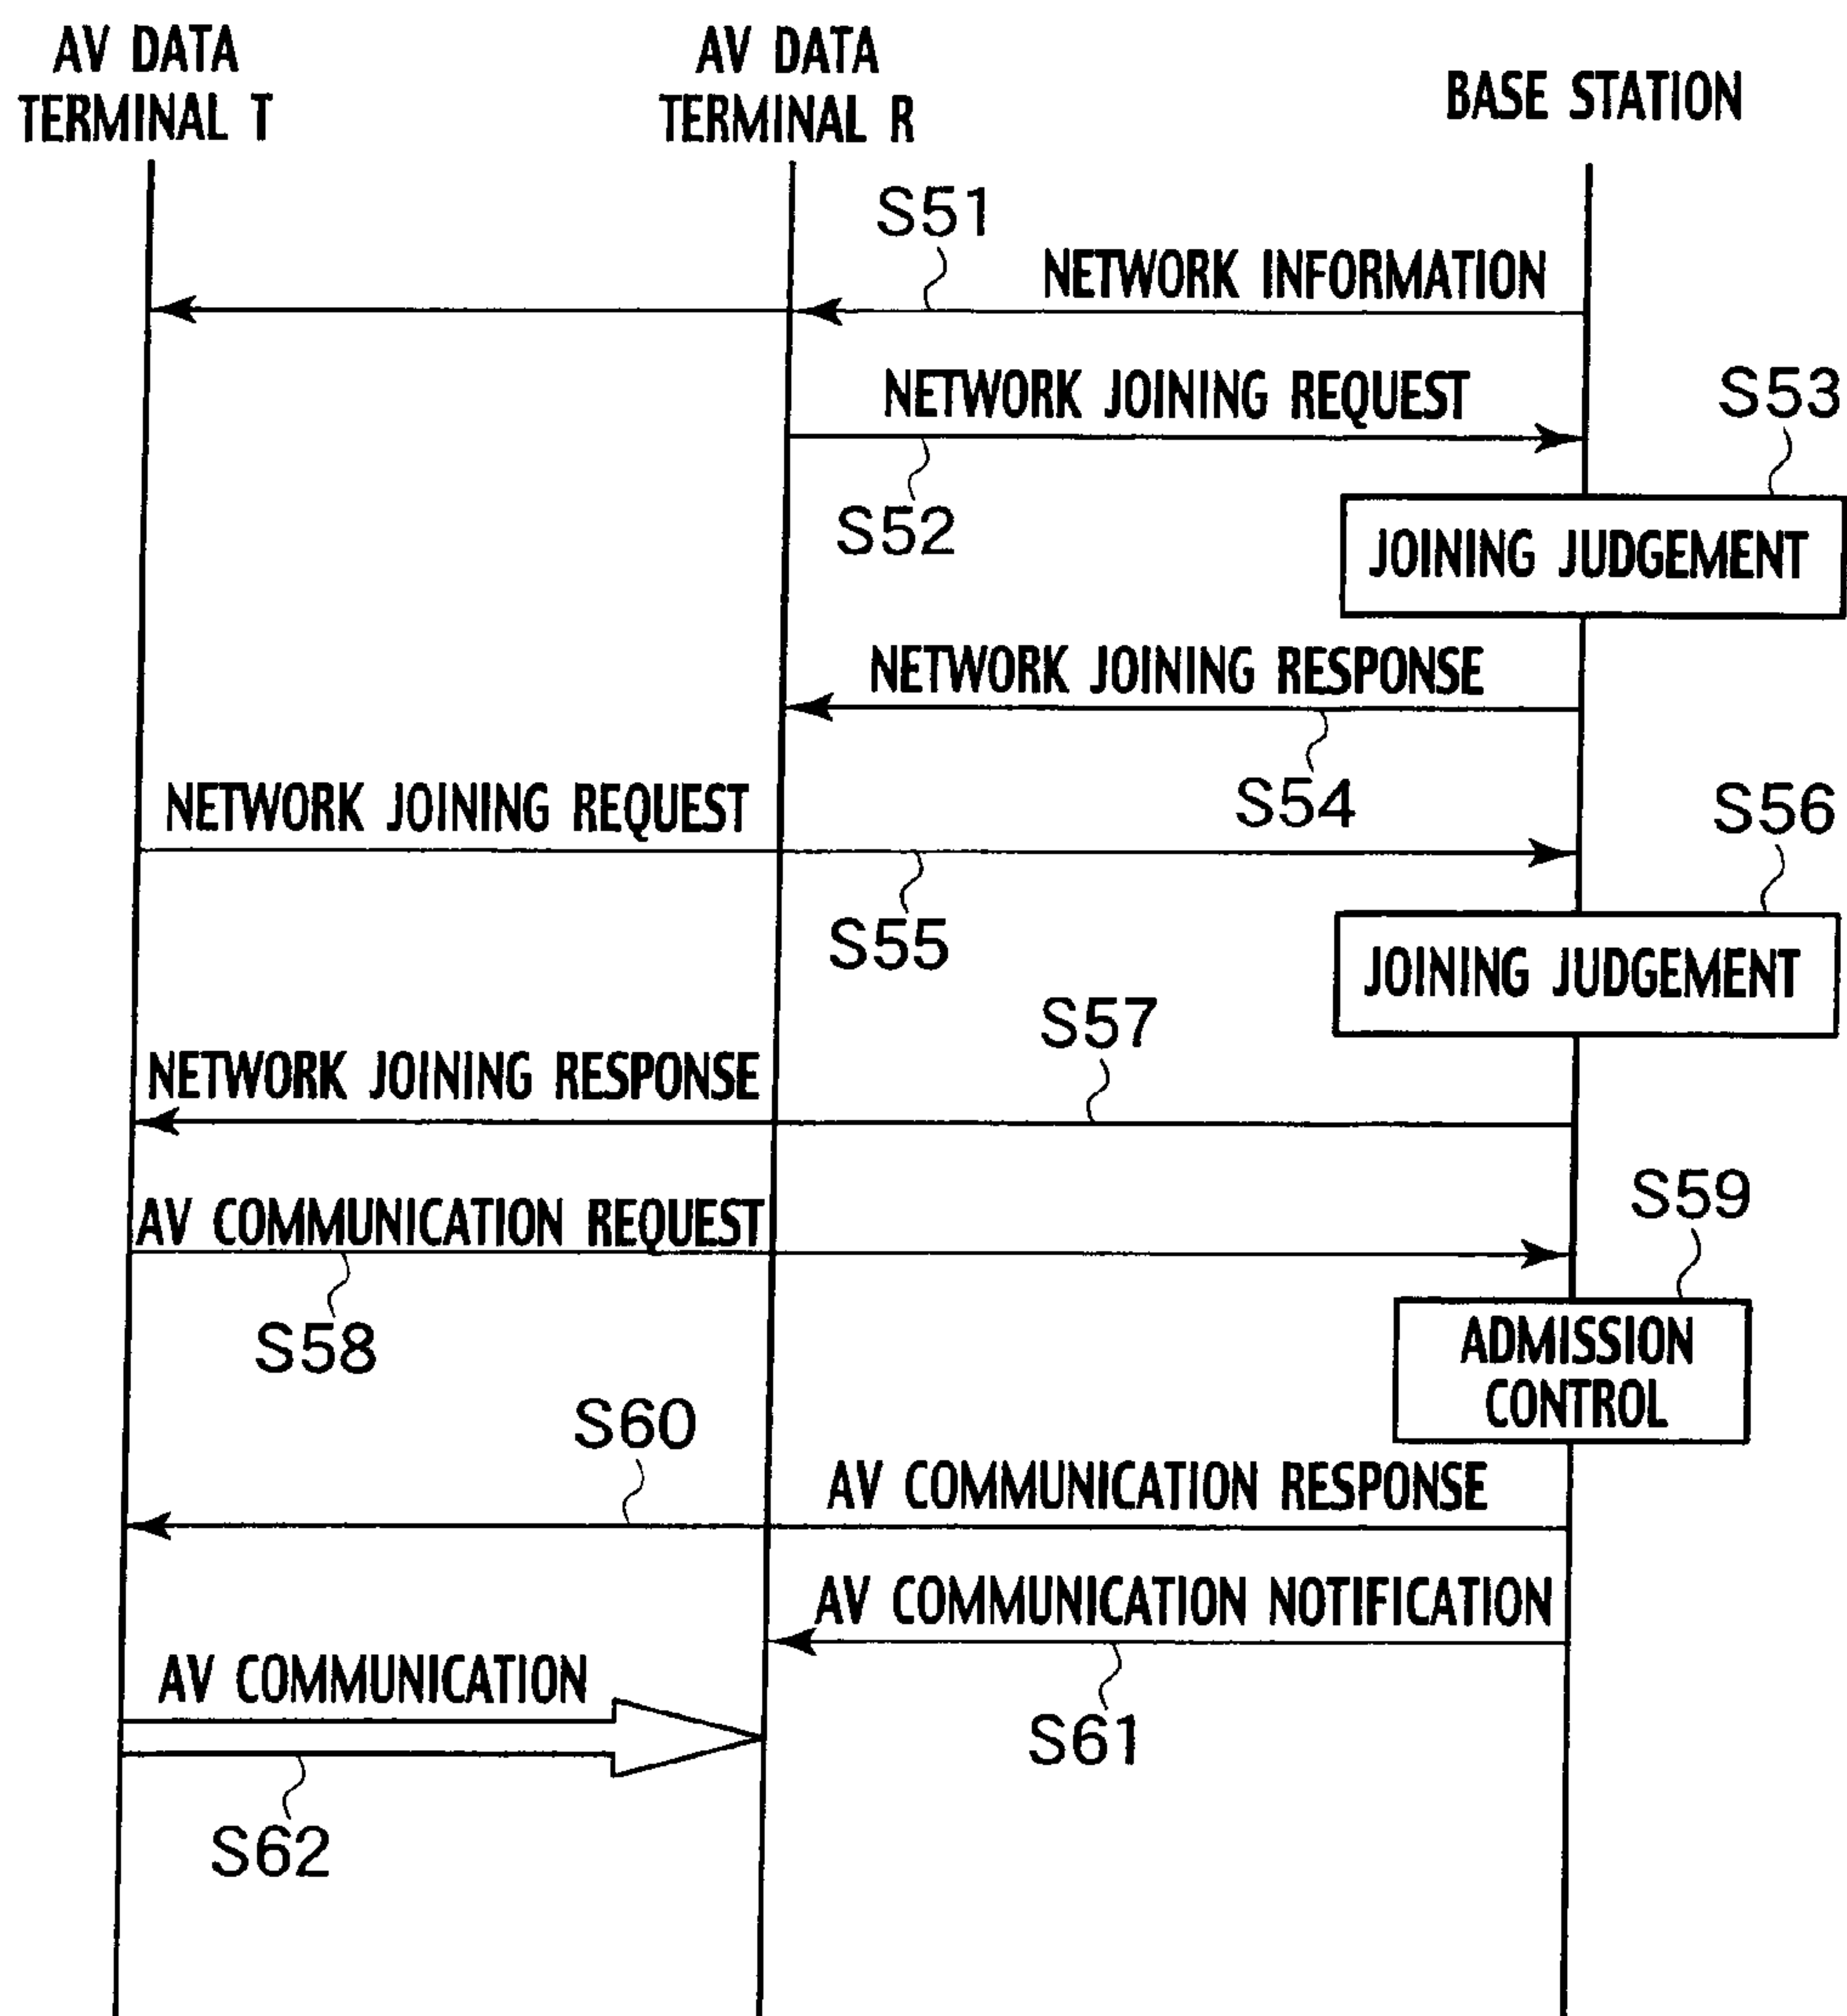 AV DATA
TERMINAL T
AV DATA
TERMINAL R
BASE STATION
S51
NETWORK INFORMATION
NETWORK JOINING REQUEST
S53
S52
JOINING JUDGEMENT
NETWORK JOINING RESPONSE
S54
NETWORK JOINING REQUEST
S56
S55
JOINING JUDGEMENT
S57
NETWORK JOINING RESPONSE
S59
AV COMMUNICATION REQUEST
S58
ADMISSION
CONTROL
S60
AV COMMUNICATION RESPONSE
AV COMMUNICATION NOTIFICATION
AV COMMUNICATION
S61
S62